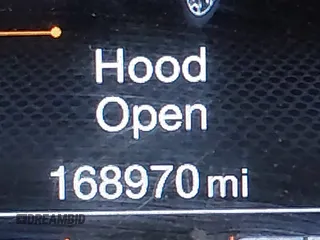 Hood
Open
168970 mi
DREAMBID